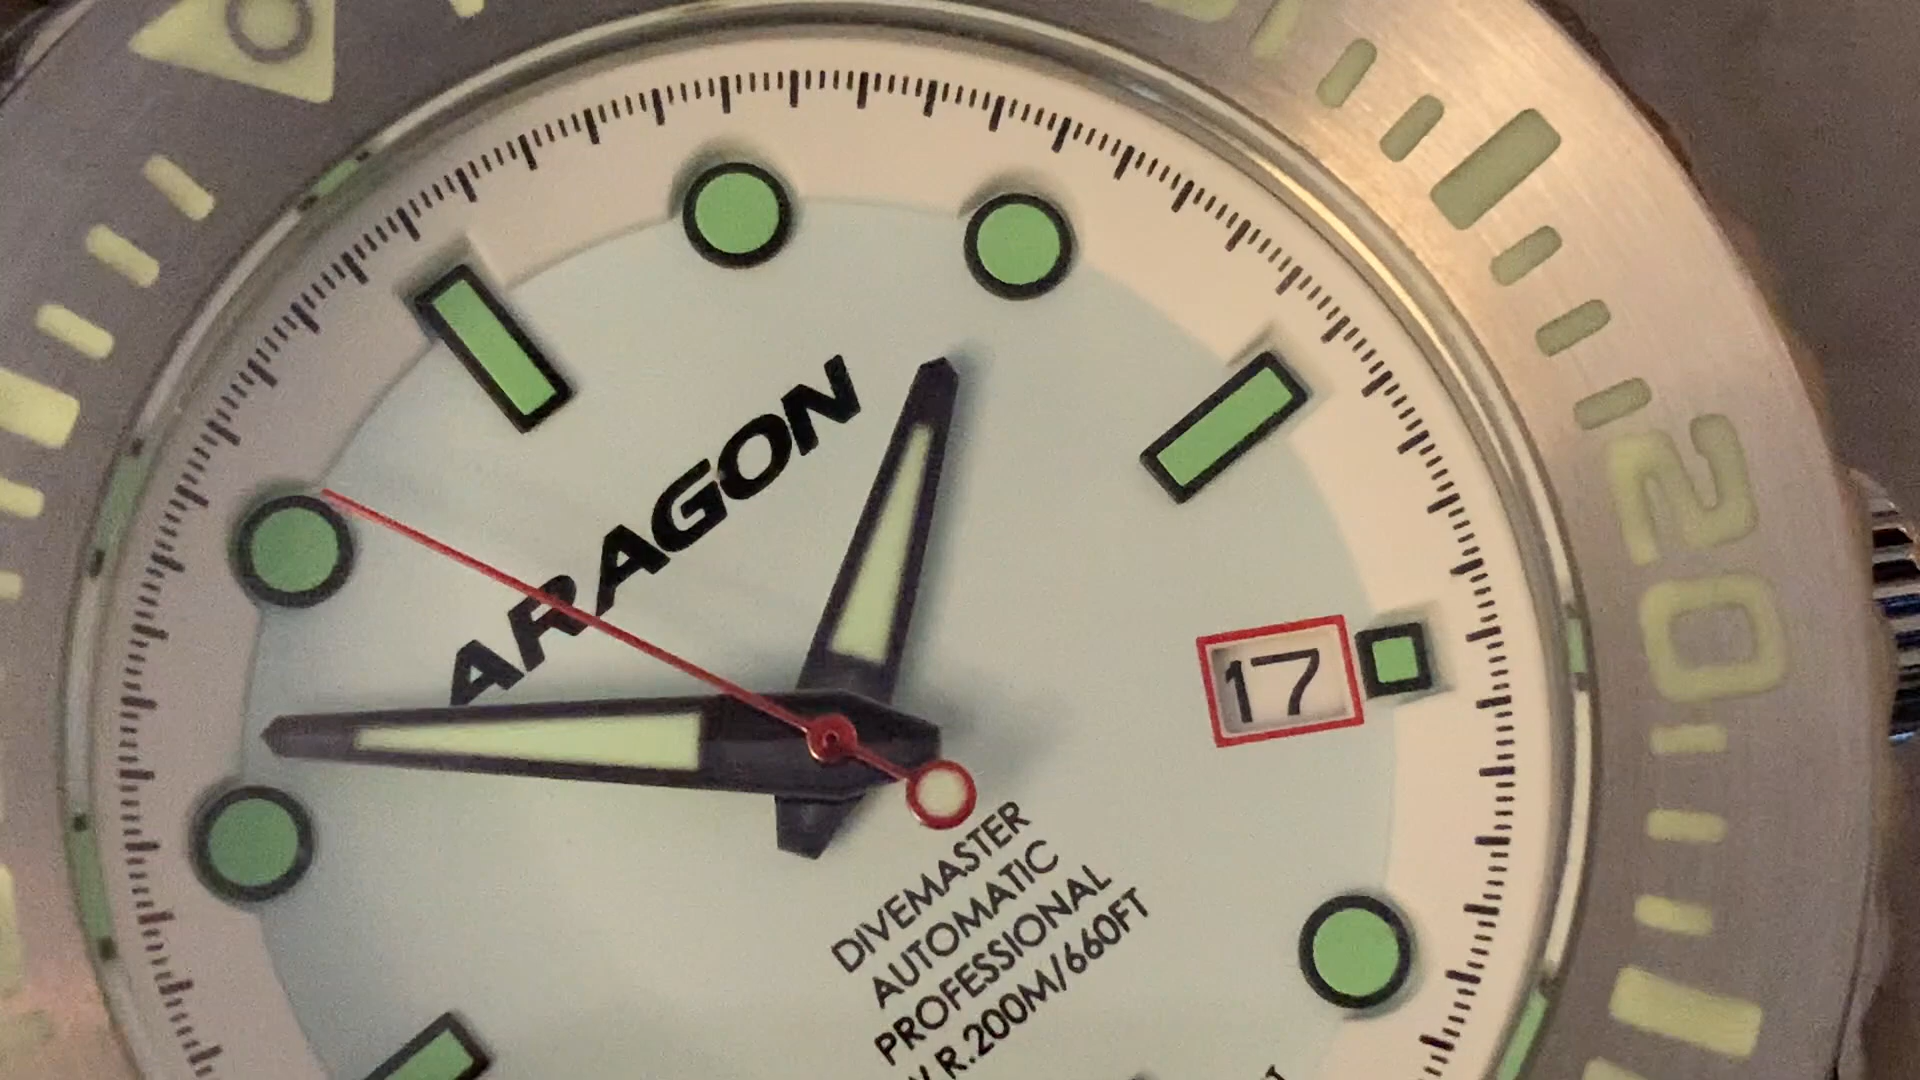 ARAGON
17
DIVEMASTER
AUTOMATIC
PROFESSIONAL
W.R.200M/660FT
20